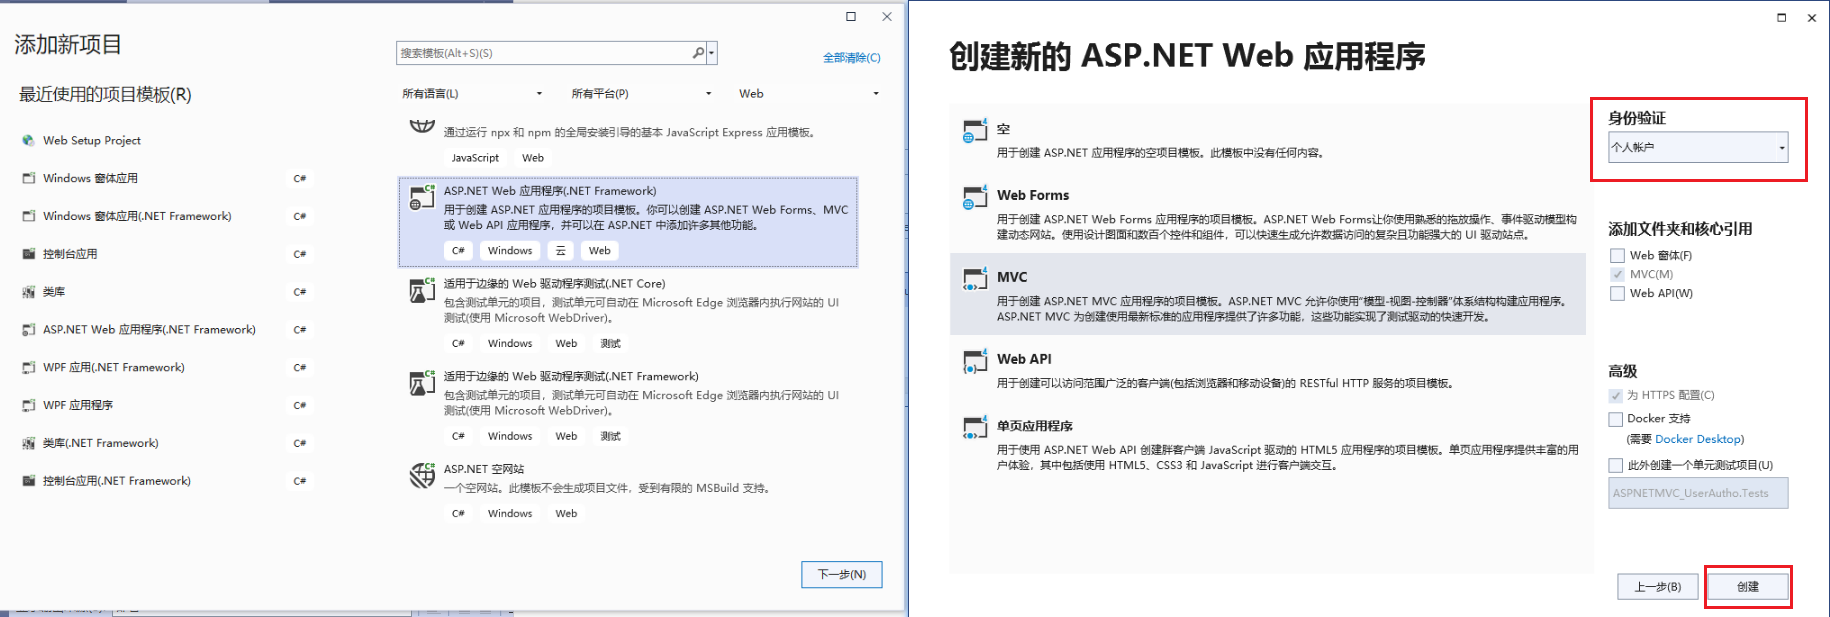 添加新项目
搜索模板(Alt+S)(S)
全部清除(C)
最近使用的项目模板(R)
所有语言(L)
所有平台(P)
Web
Web Setup Project
Windows 窗体应用
C#
Windows 窗体应用(.NET Framework)
C#
控制台应用
C#
类库
C#
ASP.NET Web 应用程序(.NET Framework)
C#
WPF 应用(.NET Framework)
C#
WPF 应用程序
C#
类库(.NET Framework)
C#
控制台应用(.NET Framework)
C#
通过运行 npx 和 npm 的全局安装引导的基本 JavaScript Express 应用模板。
JavaScript Web
ASP.NET Web 应用程序(.NET Framework)
用于创建 ASP.NET 应用程序的项目模板。你可以创建 ASP.NET Web Forms、MVC
或 Web API 应用程序，并可以在 ASP.NET 中添加许多其他功能。
C# Windows 云 Web
适用于边缘的 Web 驱动程序测试(.NET Core)
包含测试单元的项目，测试单元可自动在 Microsoft Edge 浏览器内执行网站的 UI
测试(使用 Microsoft WebDriver)。
C# Windows Web 测试
适用于边缘的 Web 驱动程序测试(.NET Framework)
包含测试单元的项目，测试单元可自动在 Microsoft Edge 浏览器内执行网站的 UI
测试(使用 Microsoft WebDriver)。
C# Windows Web 测试
ASP.NET 空网站
一个空网站。此模板不会生成项目文件，受到有限的 MSBuild 支持。
C# Windows Web
下一步(N)
创建新的 ASP.NET Web 应用程序
空
用于创建 ASP.NET 应用程序的空项目模板。此模板中没有任何内容。
Web Forms
用于创建 ASP.NET Web Forms 应用程序的项目模板。ASP.NET Web Forms让你使用熟悉的拖放操作、事件驱动模型构
建动态网站。使用设计图面和数百个控件和组件，可以快速生成允许数据访问的复杂且功能强大的 UI 驱动站点。
MVC
用于创建 ASP.NET MVC 应用程序的项目模板。ASP.NET MVC 允许你使用“模型-视图-控制器”体系结构构建应用程序。
ASP.NET MVC 为创建使用最新标准的应用程序提供了许多功能，这些功能实现了测试驱动的快速开发。
Web API
用于创建可以访问范围广泛的客户端(包括浏览器和移动设备)的 RESTful HTTP 服务的项目模板。
单页应用程序
用于使用 ASP.NET Web API 创建胖客户端 JavaScript 驱动的 HTML5 应用程序的项目模板。单页应用程序提供丰富的用
户体验，其中包括使用 HTML5、CSS3 和 JavaScript 进行客户端交互。
身份验证
个人帐户
添加文件夹和核心引用
Web 窗体(F)
MVC(M)
Web API(W)
高级
为 HTTPS 配置(C)
Docker 支持
(需要 Docker Desktop)
此外创建一个单元测试项目(U)
ASPNETMVC_UserAutho.Tests
上一步(B)
创建